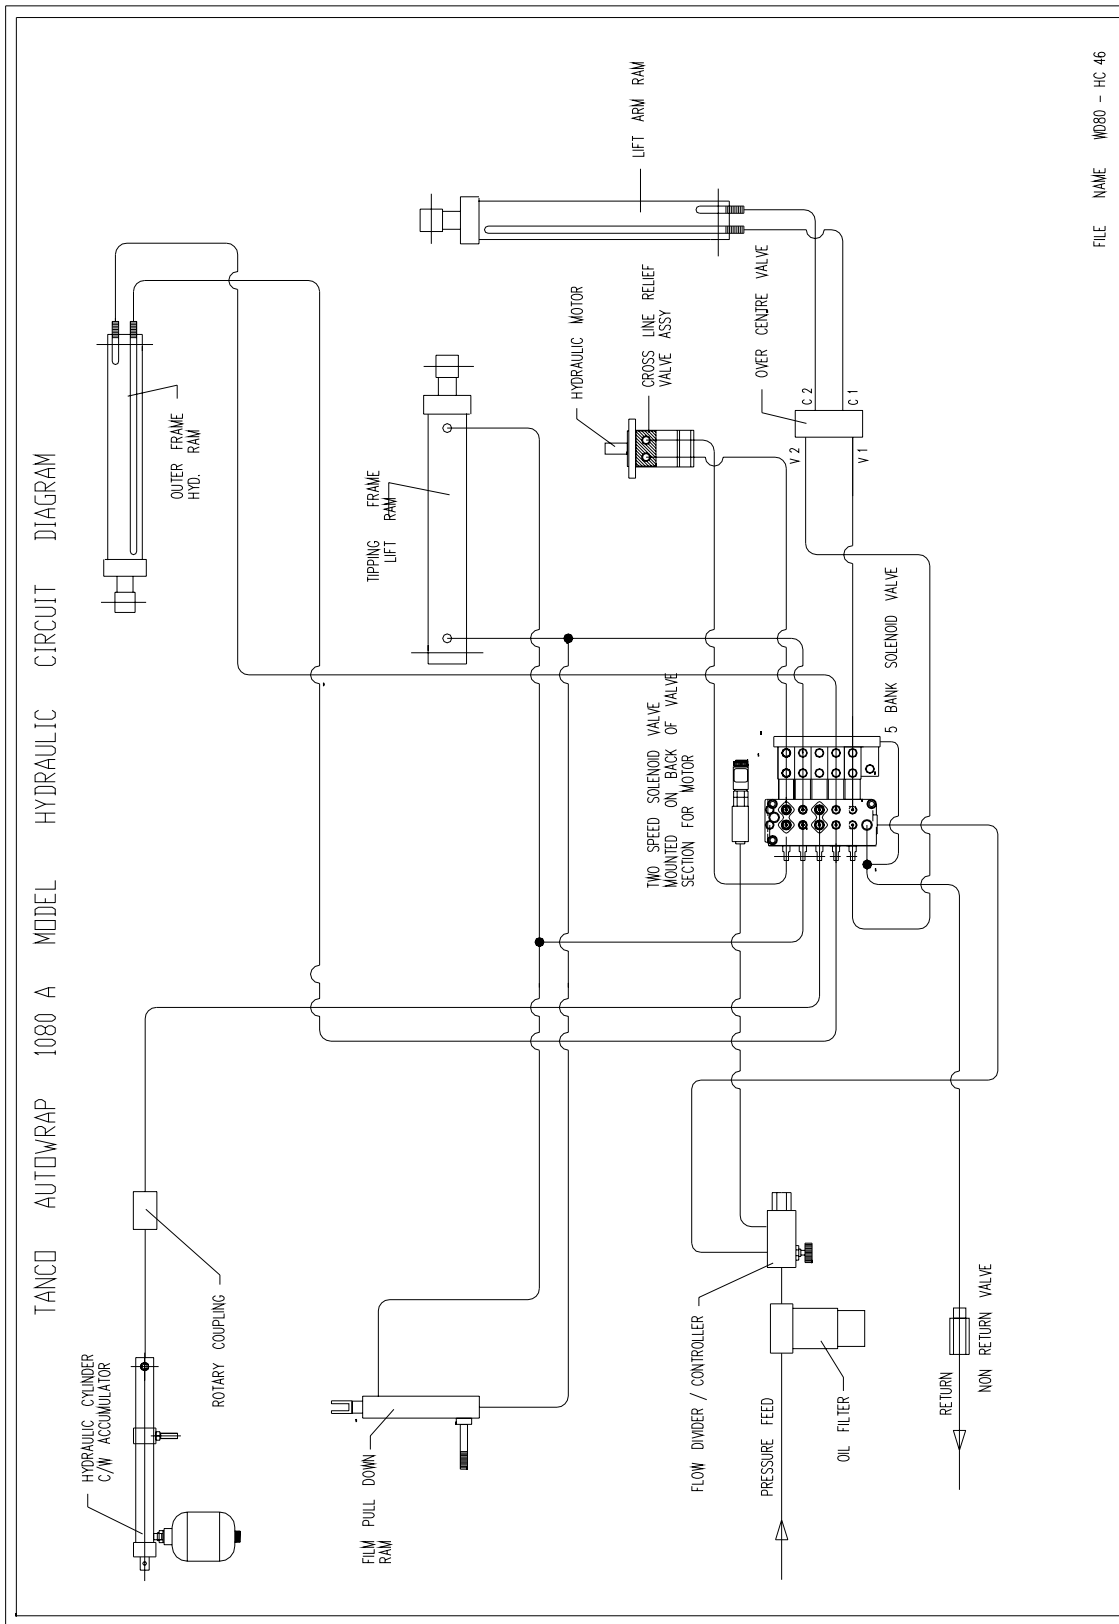 TANCO AUTOWRAP 1080 A MODEL HYDRAULIC CIRCUIT DIAGRAM
HYDRAULIC CYLINDER
C/W ACCUMULATOR
ROTARY COUPLING
OUTER FRAME
HYD. RAM
FILM PULL DOWN
RAM
TIPPING FRAME
LIFT RAM
HYDRAULIC MOTOR
CROSS LINE RELIEF
VALVE ASSY
LIFT ARM RAM
TWO SPEED SOLENOID VALVE
MOUNTED ON BACK OF VALVE
SECTION FOR MOTOR
OVER CENTRE VALVE
C 2
C 1
V 2
V 1
5 BANK SOLENOID VALVE
FLOW DIVIDER / CONTROLLER
PRESSURE FEED
OIL FILTER
RETURN
NON RETURN VALVE
FILE NAME WD80 - HC 46